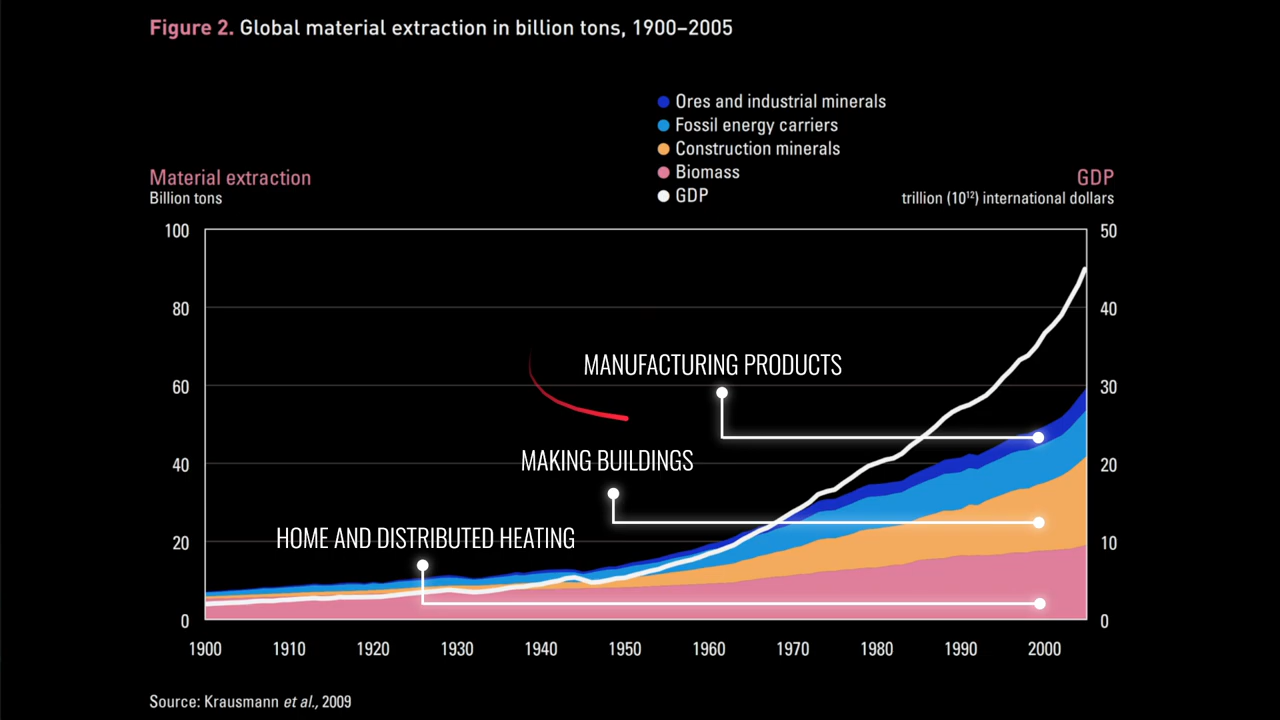 Figure 2. Global material extraction in billion tons, 1900–2005
Ores and industrial minerals
Fossil energy carriers
Construction minerals
Biomass
GDP
Material extraction
Billion tons
GDP
trillion (10¹²) international dollars
100
80
60
40
20
0
50
40
30
20
10
0
MANUFACTURING PRODUCTS
MAKING BUILDINGS
HOME AND DISTRIBUTED HEATING
1900 1910 1920 1930 1940 1950 1960 1970 1980 1990 2000
Source: Krausmann et al., 2009